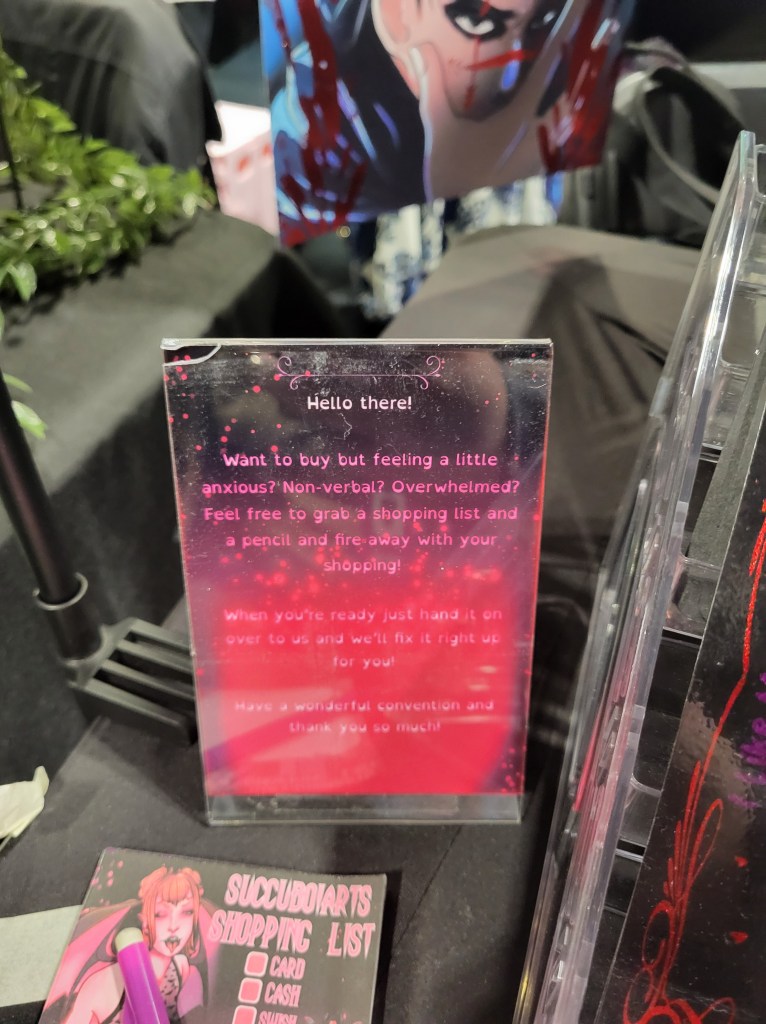 Hello there!
Want to buy but feeling a little
anxious? Non-verbal? Overwhelmed?
Feel free to grab a shopping list and
a pencil and fire away with your
shopping!
When you're ready just hand it on
over to us and we'll fix it right up
for you!
Have a wonderful convention and
thank you so much!
SUCCUBOIARTS
SHOPPING LIST
CARD
CASH
SWISH